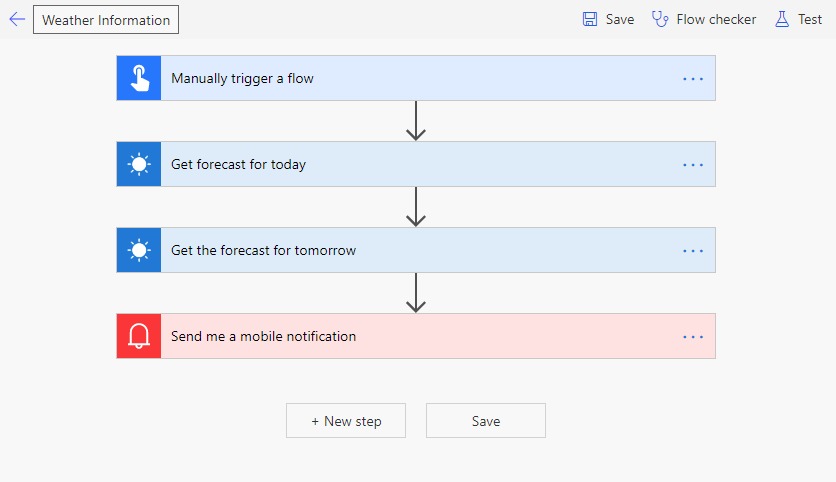 Weather Information
Save
Flow checker
Test
Manually trigger a flow
Get forecast for today
Get the forecast for tomorrow
Send me a mobile notification
+ New step
Save